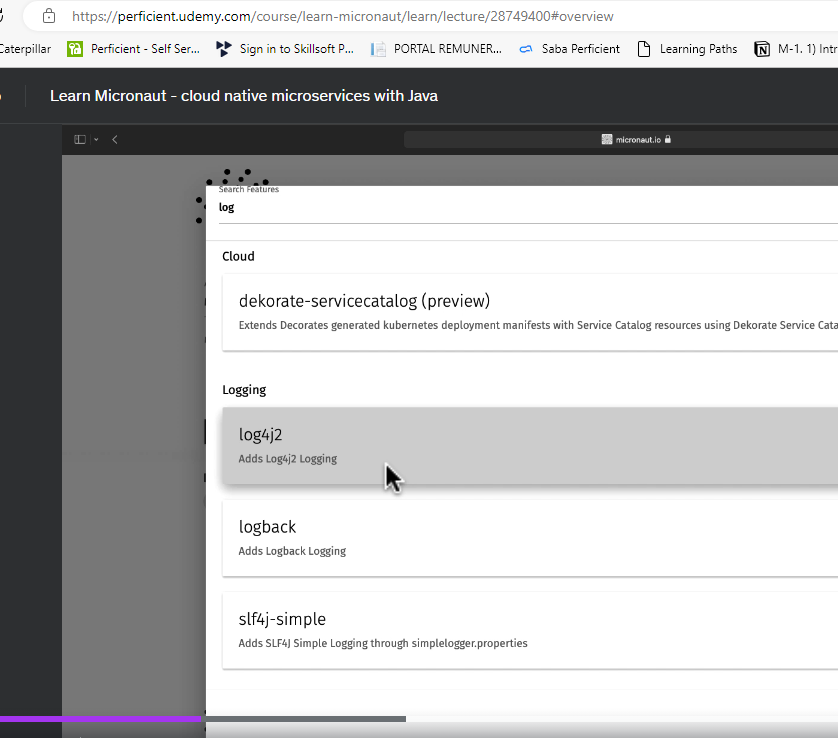 https://perficient.udemy.com/course/learn-micronaut/learn/lecture/28749400#overview
Caterpillar Perficient - Self Ser... Sign in to Skillsoft P... PORTAL REMUNER... Saba Perficient Learning Paths M-1. 1) Intr
Learn Micronaut - cloud native microservices with Java
micronaut.io
Search Features
log
Cloud
dekorate-servicecatalog (preview)
Extends Decorates generated kubernetes deployment manifests with Service Catalog resources using Dekorate Service Cata
Logging
log4j2
Adds Log4j2 Logging
logback
Adds Logback Logging
slf4j-simple
Adds SLF4J Simple Logging through simplelogger.properties